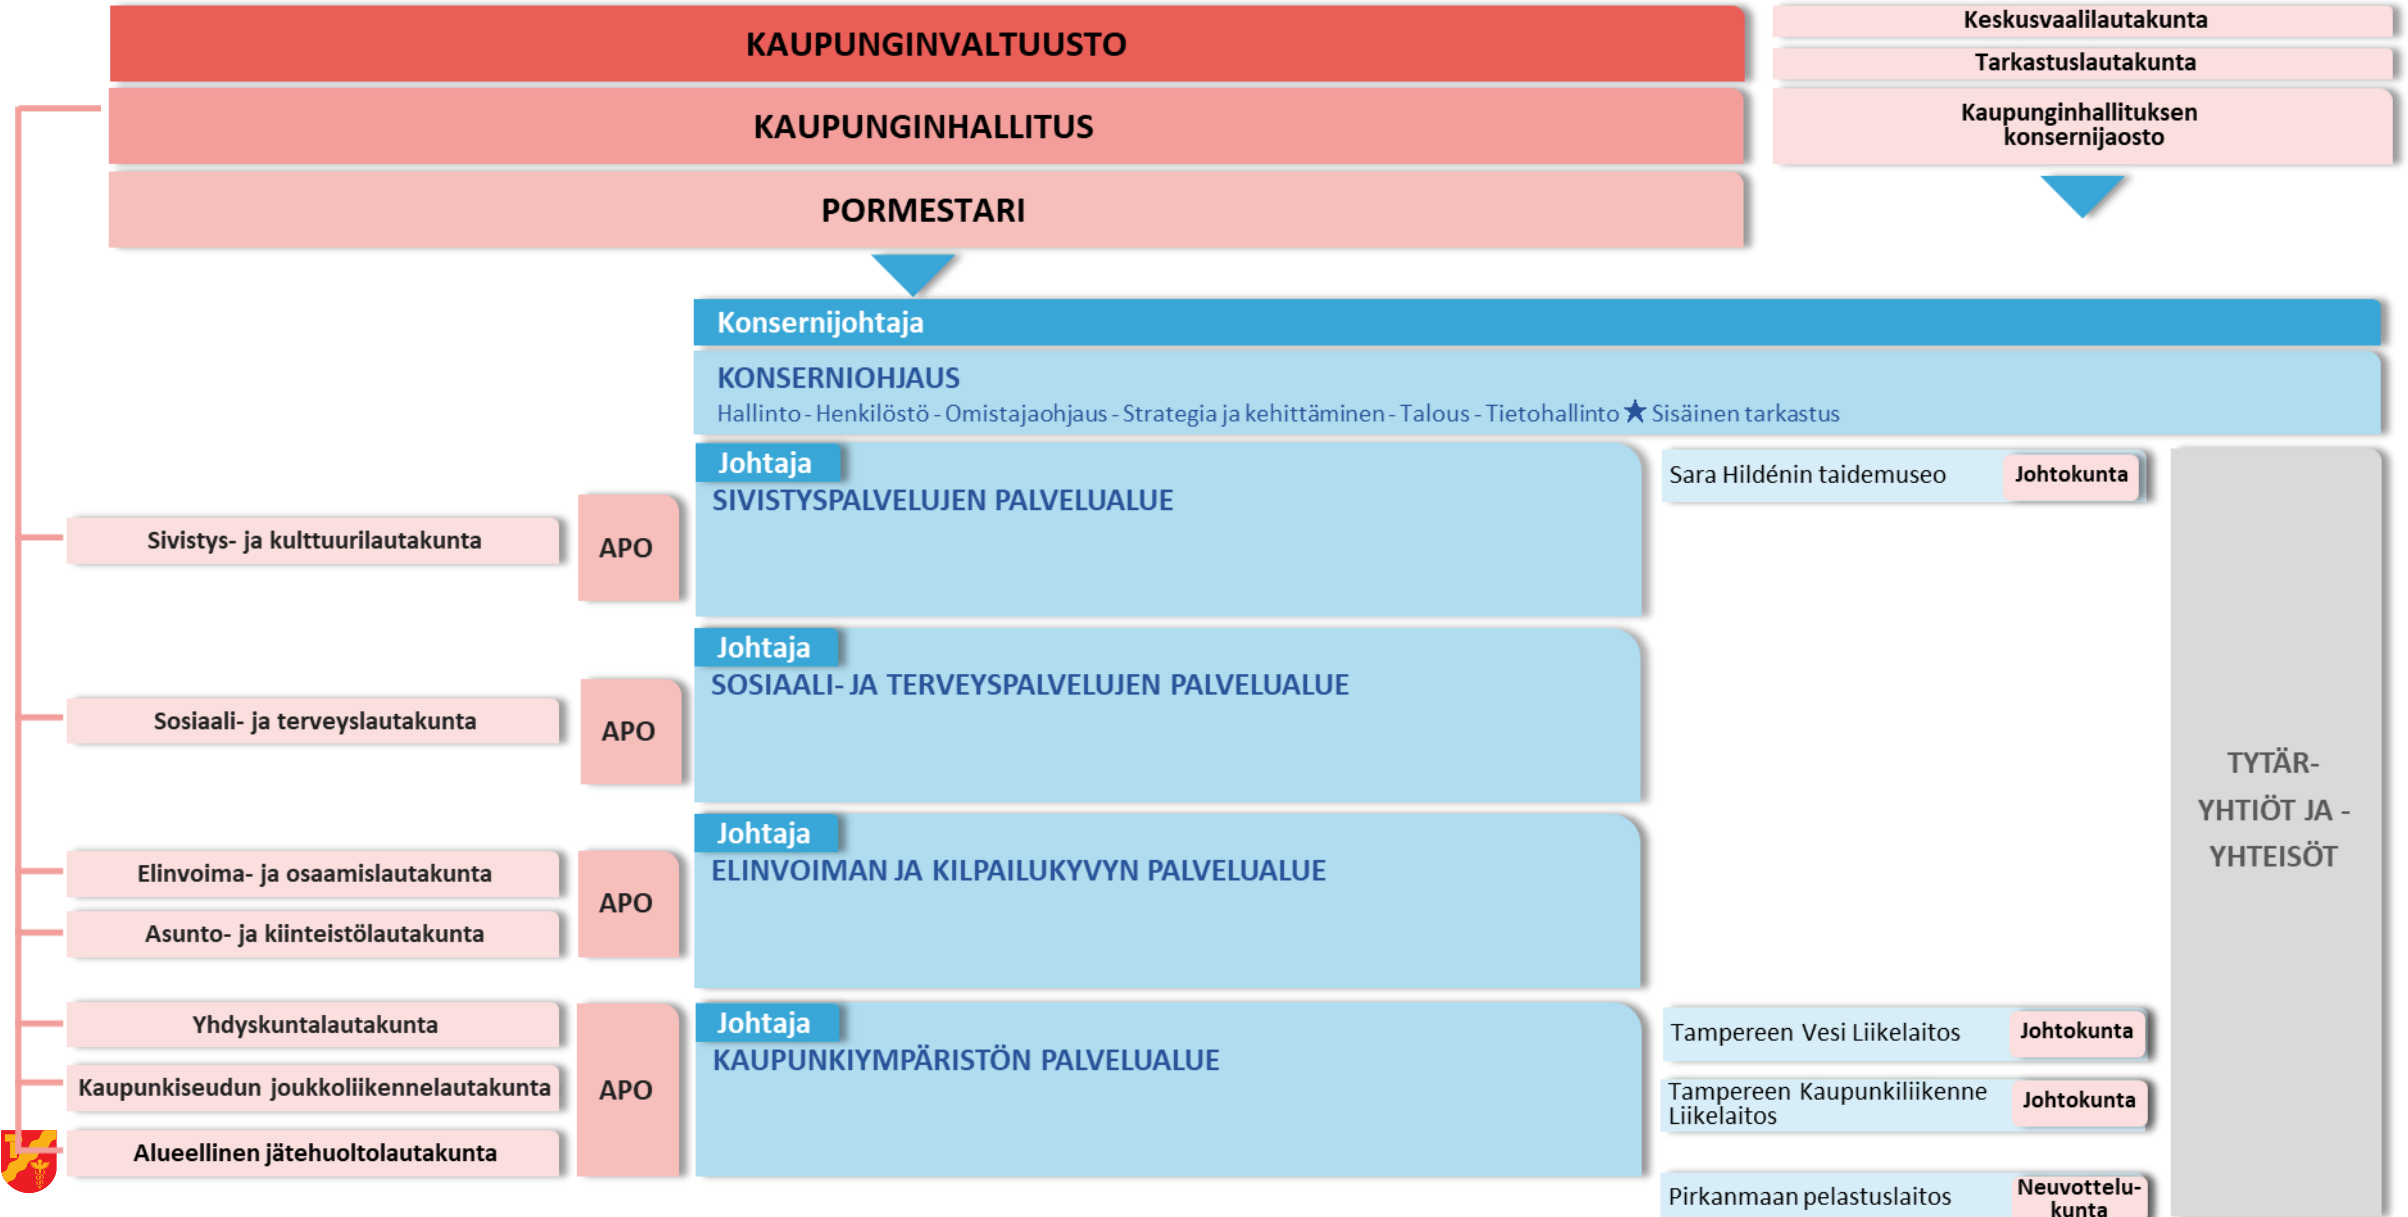 KAUPUNGINVALTUUSTO
KAUPUNGINHALLITUS
PORMESTARI
Keskusvaalilautakunta
Tarkastuslautakunta
Kaupunginhallituksen
konsernijaosto
Konsernijohtaja
KONSERNIOHJAUS
Hallinto - Henkilöstö - Omistajaohjaus - Strategia ja kehittäminen - Talous - Tietohallinto ★ Sisäinen tarkastus
Sivistys- ja kulttuurilautakunta
APO
Johtaja
SIVISTYSPALVELUJEN PALVELUALUE
Sara Hildénin taidemuseo
Johtokunta
Sosiaali- ja terveyslautakunta
APO
Johtaja
SOSIAALI- JA TERVEYSPALVELUJEN PALVELUALUE
Elinvoima- ja osaamislautakunta
Asunto- ja kiinteistölautakunta
APO
Johtaja
ELINVOIMAN JA KILPAILUKYVYN PALVELUALUE
Yhdyskuntalautakunta
Kaupunkiseudun joukkoliikennelautakunta
Alueellinen jätehuoltolautakunta
APO
Johtaja
KAUPUNKIYMPÄRISTÖN PALVELUALUE
Tampereen Vesi Liikelaitos
Johtokunta
Tampereen Kaupunkiliikenne
Liikelaitos
Johtokunta
Pirkanmaan pelastuslaitos
Neuvottelu-
kunta
TYTÄR-
YHTIÖT JA -
YHTEISÖT